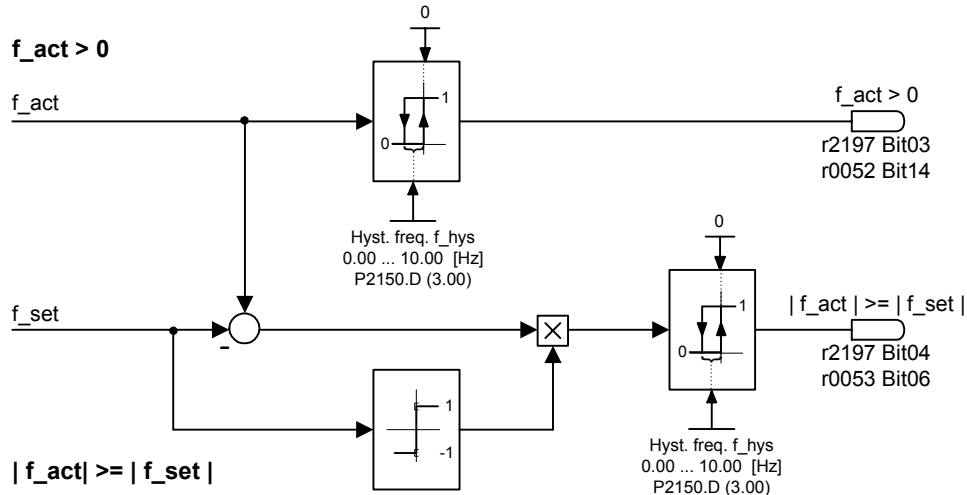 0
f_act > 0
f_act
1
0
f_act > 0
r2197 Bit03
r0052 Bit14
Hyst. freq. f_hys
0.00 ... 10.00 [Hz]
P2150.D (3.00)
0
f_set
-
1
0
| f_act | >= | f_set |
r2197 Bit04
r0053 Bit06
1
-1
Hyst. freq. f_hys
0.00 ... 10.00 [Hz]
P2150.D (3.00)
| f_act| >= | f_set |